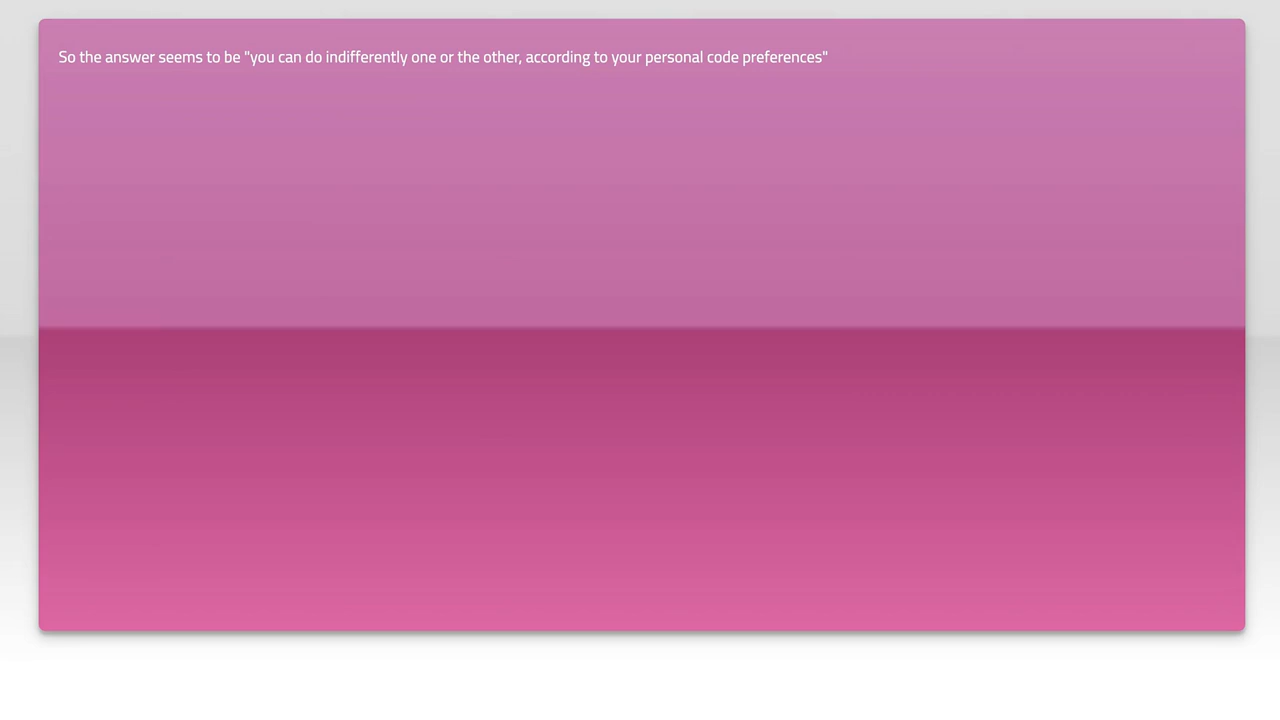 So the answer seems to be "you can do indifferently one or the other, according to your personal code preferences"